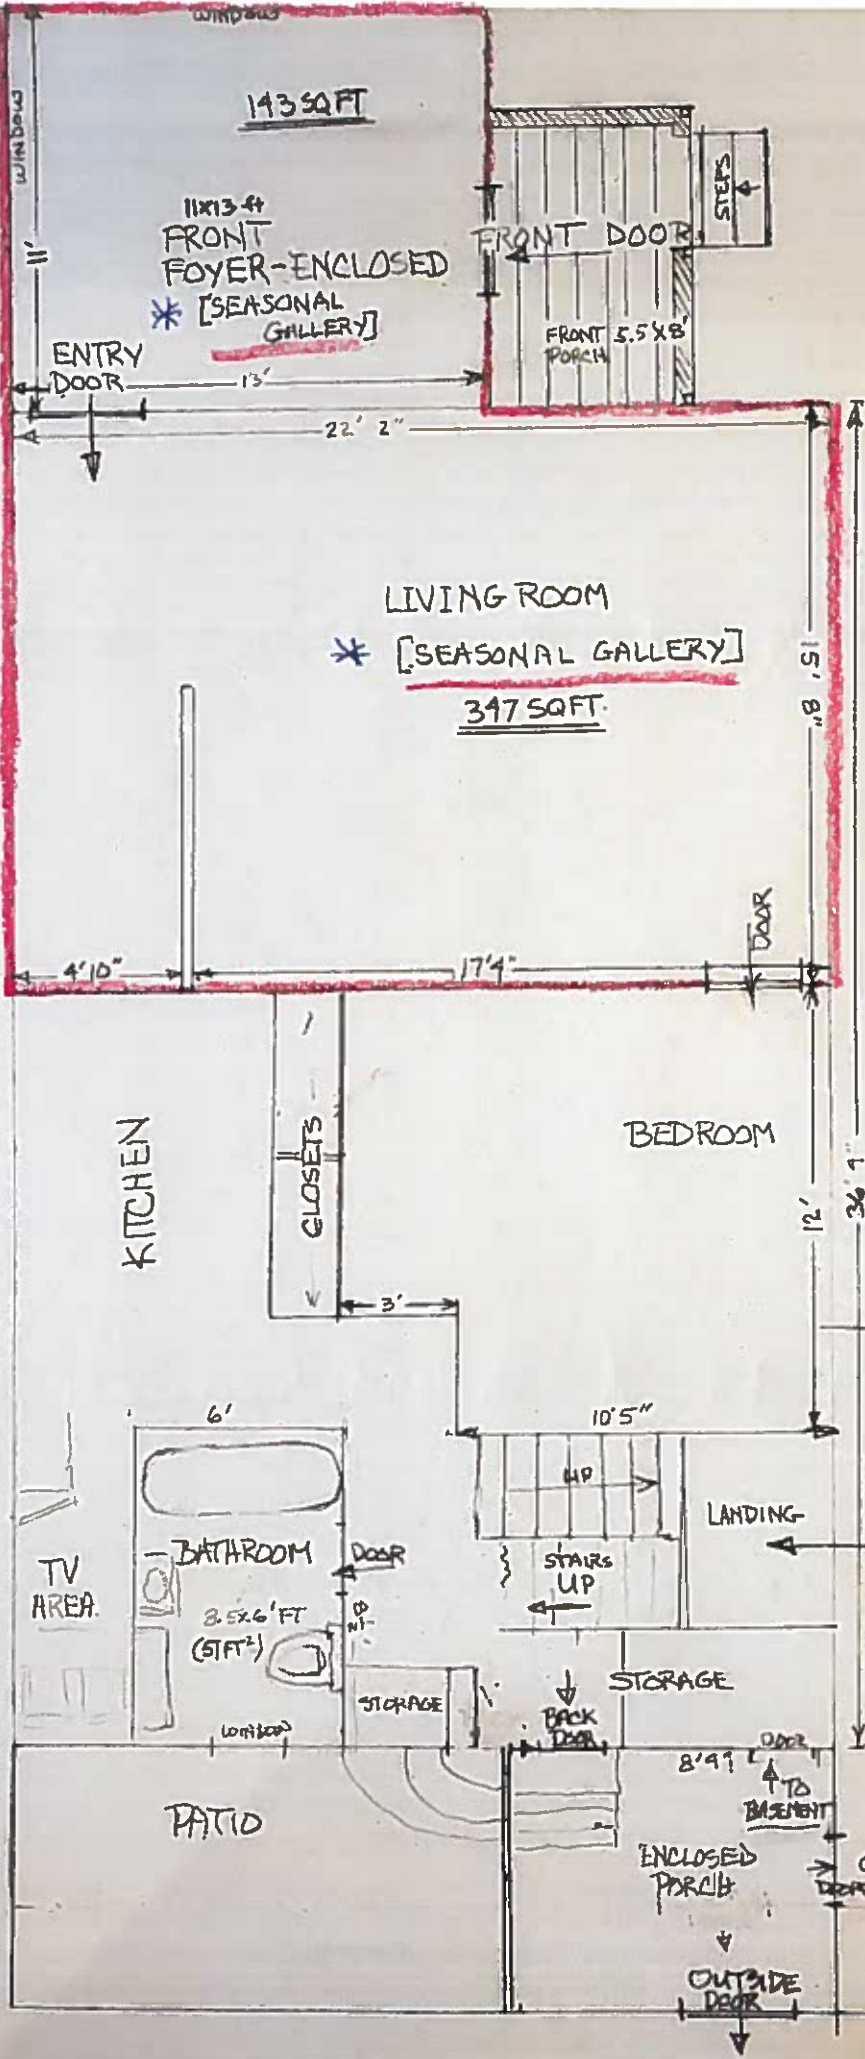 WINDOW
WINDOW
143 SQ FT
11'
11x13 ft
FRONT
FOYER-ENCLOSED
* [SEASONAL
GALLERY]
FRONT DOOR
STEPS
FRONT 5.5 X 8'
PORCH
ENTRY
DOOR
13'
22' 2"
LIVING ROOM
* [SEASONAL GALLERY]
347 SQ FT.
15' 8"
DOOR
4'10"
17'4"
KITCHEN
CLOSETS
BEDROOM
12'
3'
6'
10'5"
UP
LANDING
BATHROOM
DOOR
TV
AREA
STAIRS
UP
8.5x6' FT
(51FT²)
STORAGE
STORAGE
WINDOW
BACK
DOOR
DOOR
TO
BASEMENT
PATIO
ENCLOSED
PORCH
OUTSIDE
DOOR